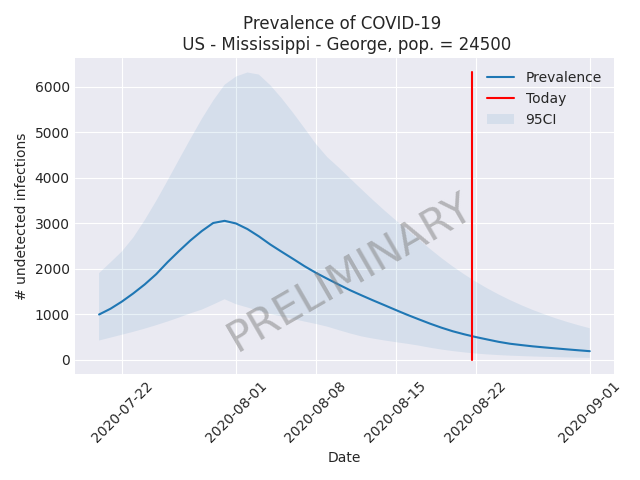 Prevalence of COVID-19
US - Mississippi - George, pop. = 24500
# undetected infections
6000
5000
4000
3000
2000
1000
0
Prevalence
Today
95CI
PRELIMINARY
2020-07-22
2020-08-01
2020-08-08
2020-08-15
2020-08-22
2020-09-01
Date